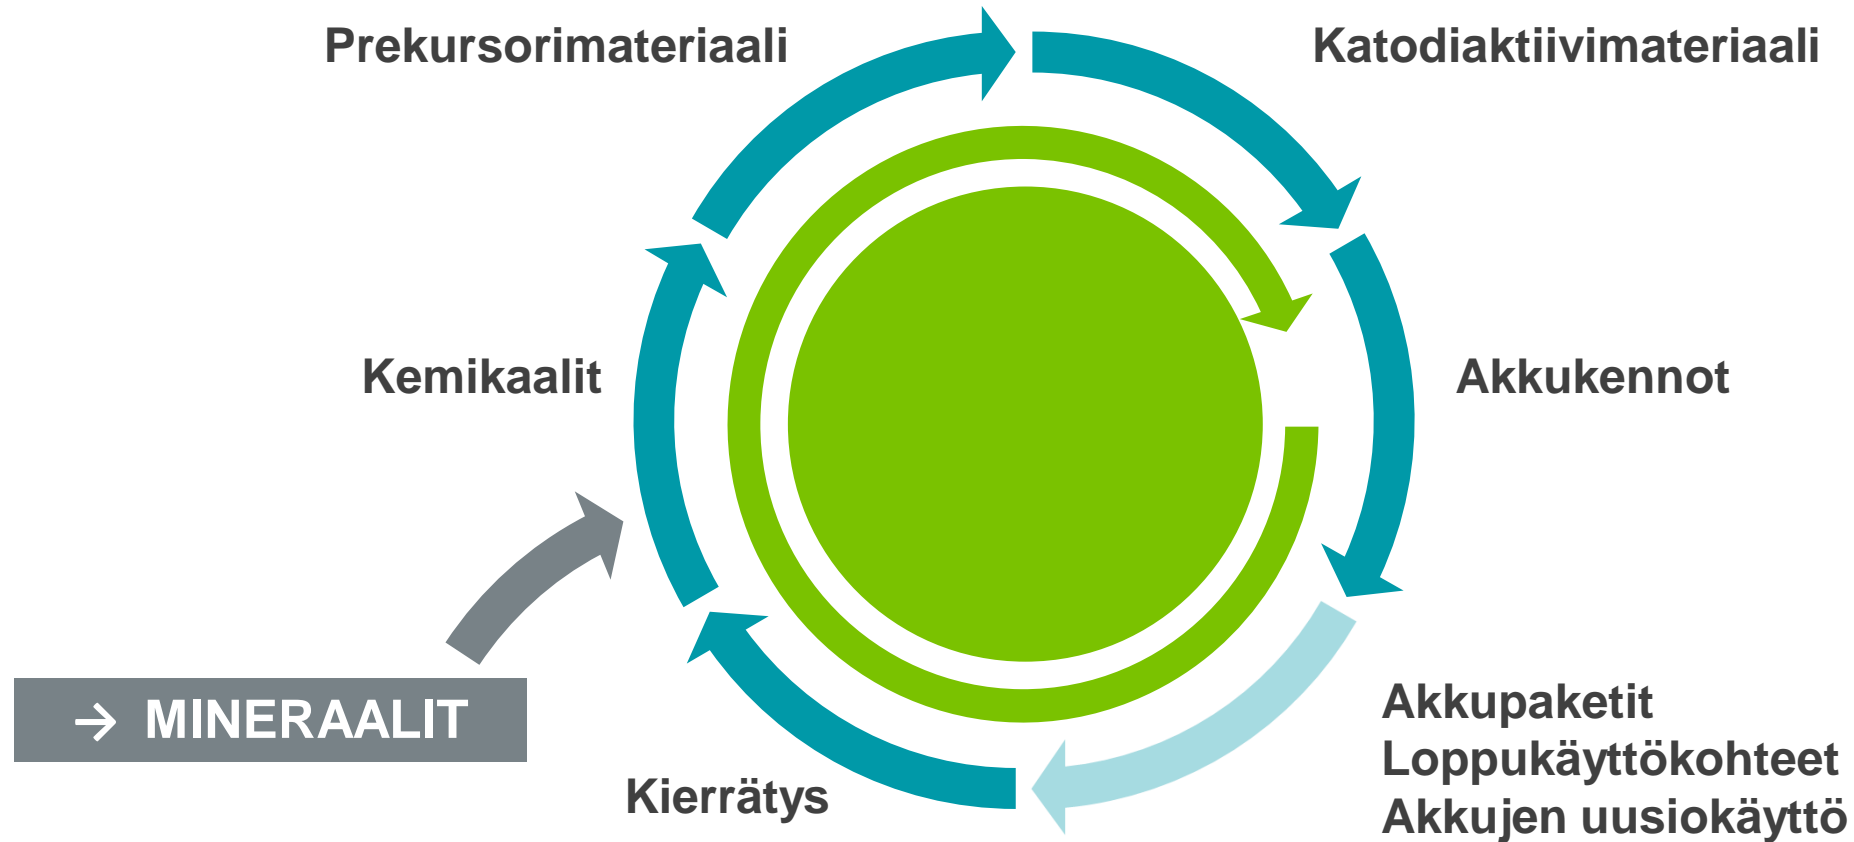 Prekursorimateriaali
Katodiaktiivimateriaali
Kemikaalit
Akkukennot
→ MINERAALIT
Akkupaketit
Loppukäyttökohteet
Akkujen uusiokäyttö
Kierrätys